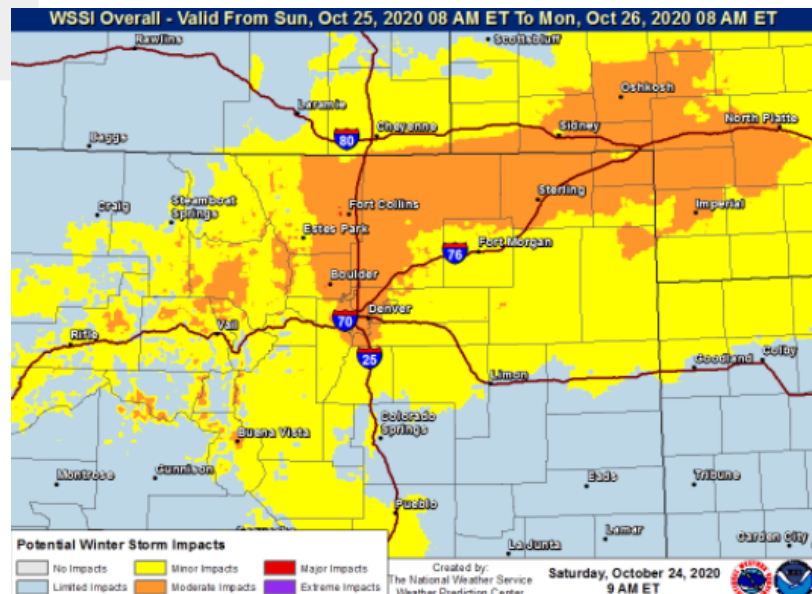 WSSI Overall - Valid From Sun, Oct 25, 2020 08 AM ET To Mon, Oct 26, 2020 08 AM ET
Rawlins
Scottsbluff
Oshkosh
Laramie
Cheyenne
Sidney
North Platte
80
Baggs
Craig
Steamboat
Springs
Fort Collins
Sterling
Imperial
Estes Park
Fort Morgan
76
Boulder
Denver
70
Rifle
Vail
25
Limon
Goodland
Colby
Colorado
Springs
Buena Vista
Montrose
Gunnison
Eads
Tribune
Pueblo
Lamar
La Junta
Garden City
Potential Winter Storm Impacts
No Impacts
Minor Impacts
Major Impacts
Limited Impacts
Moderate Impacts
Extreme Impacts
Created by:
The National Weather Service
Weather Prediction Center
Saturday, October 24, 2020
9 AM ET